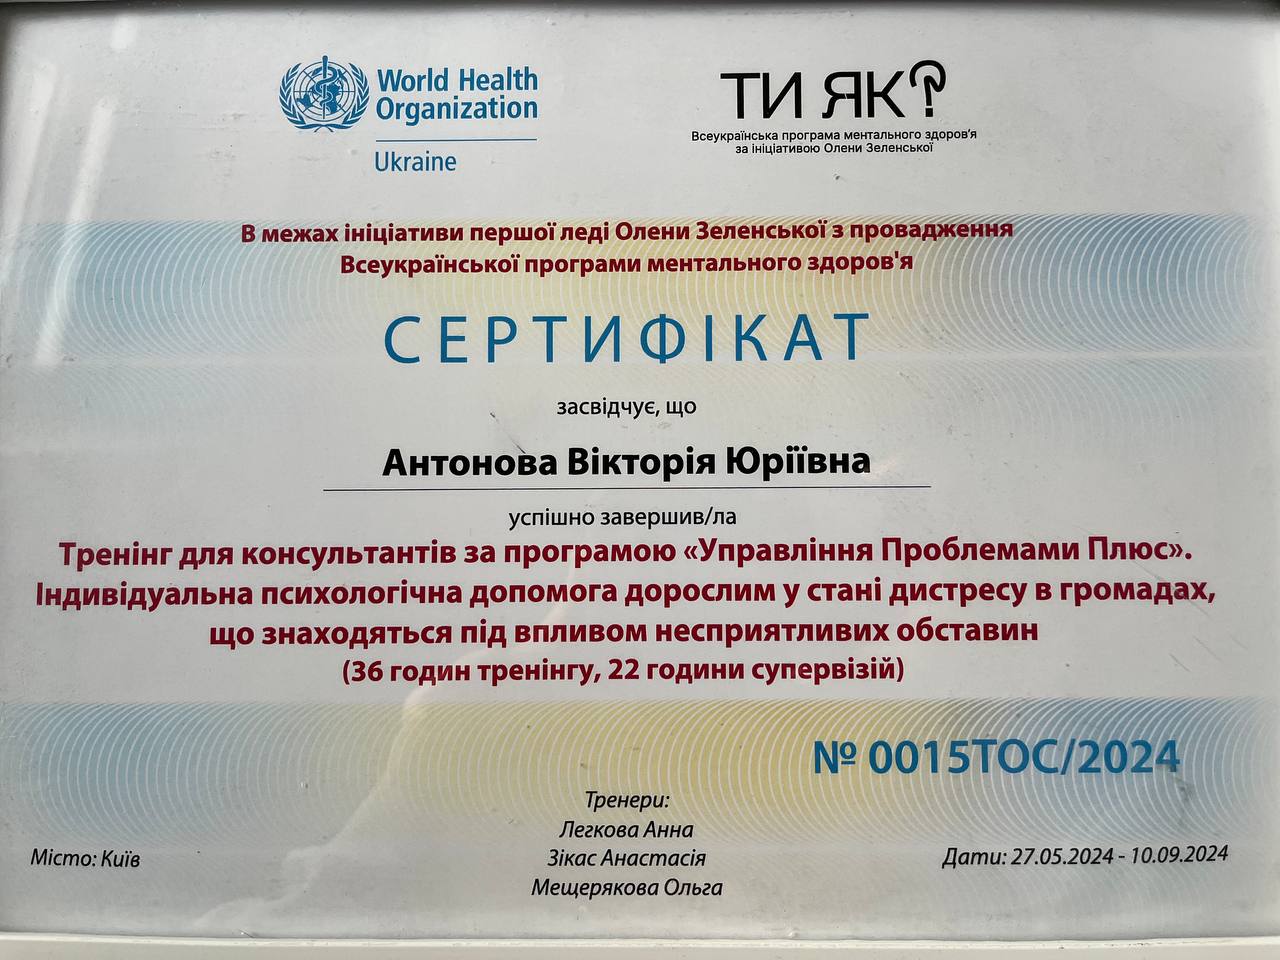 World Health
Organization
Ukraine
ТИ ЯК?
Всеукраїнська програма ментального здоров'я
за ініціативою Олени Зеленської
В межах ініціативи першої леді Олени Зеленської з провадження
Всеукраїнської програми ментального здоров'я
СЕРТИФІКАТ
засвідчує, що
Антонова Вікторія Юріївна
успішно завершив/ла
Тренінг для консультантів за програмою «Управління Проблемами Плюс».
Індивідуальна психологічна допомога дорослим у стані дистресу в громадах,
що знаходяться під впливом несприятливих обставин
(36 годин тренінгу, 22 години супервізій)
№ 0015TOC/2024
Тренери:
Легкова Анна
Зікас Анастасія
Мещерякова Ольга
Місто: Київ
Дати: 27.05.2024 - 10.09.2024